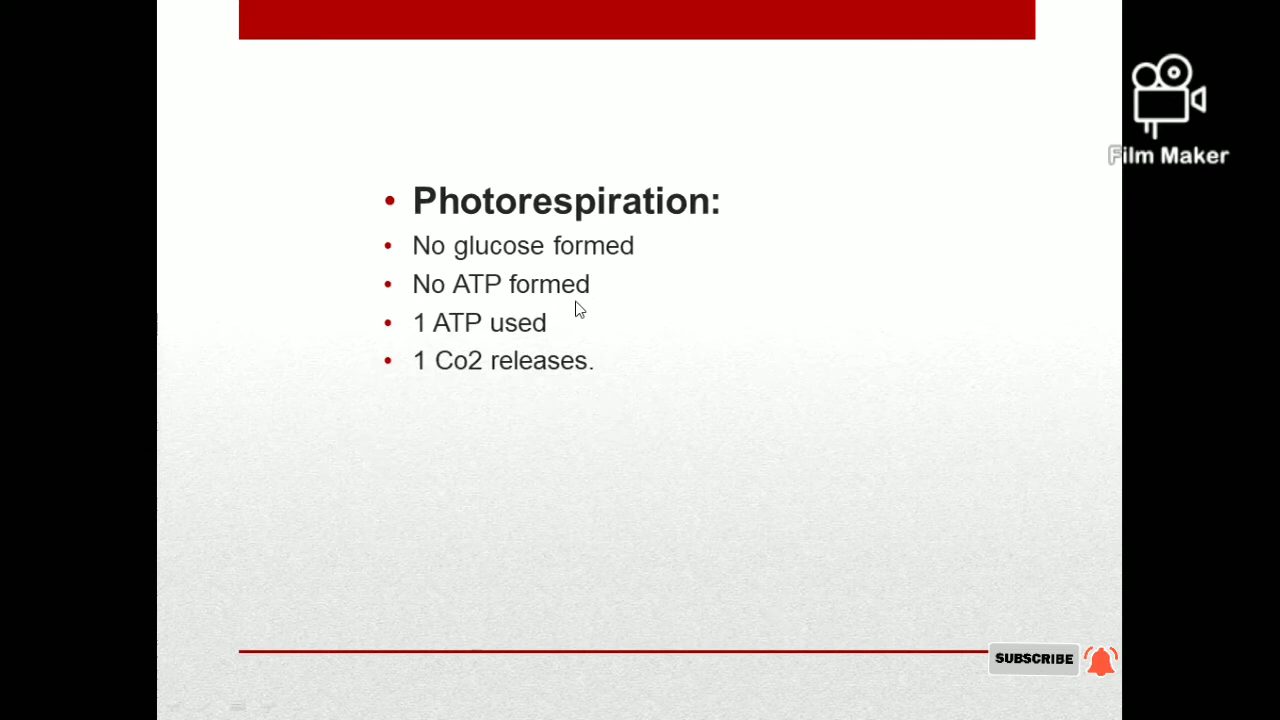 Film Maker
• Photorespiration:
• No glucose formed
• No ATP formed
• 1 ATP used
• 1 Co2 releases.
SUBSCRIBE